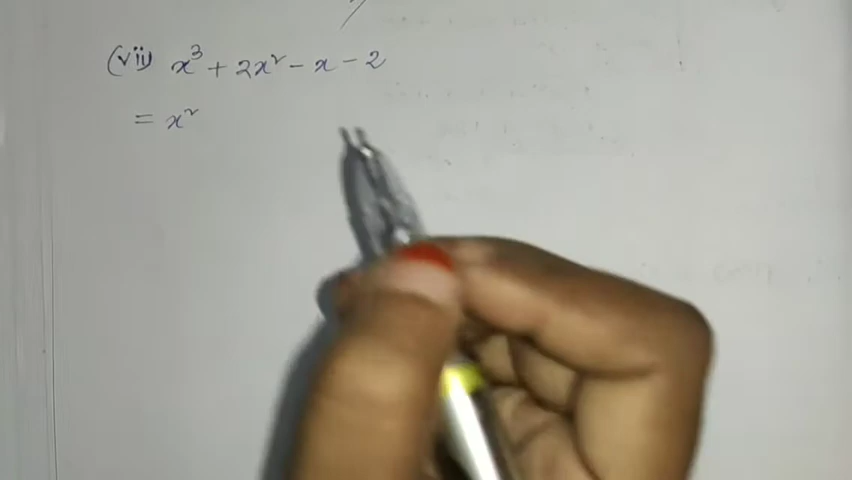 (vii) x³ + 2x² - x - 2
= x²